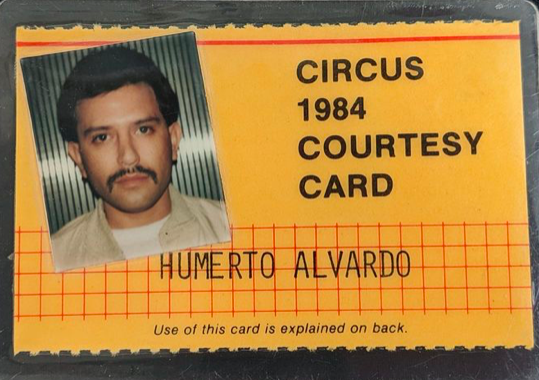 CIRCUS
1984
COURTESY
CARD
HUMERTO ALVARDO
Use of this card is explained on back.